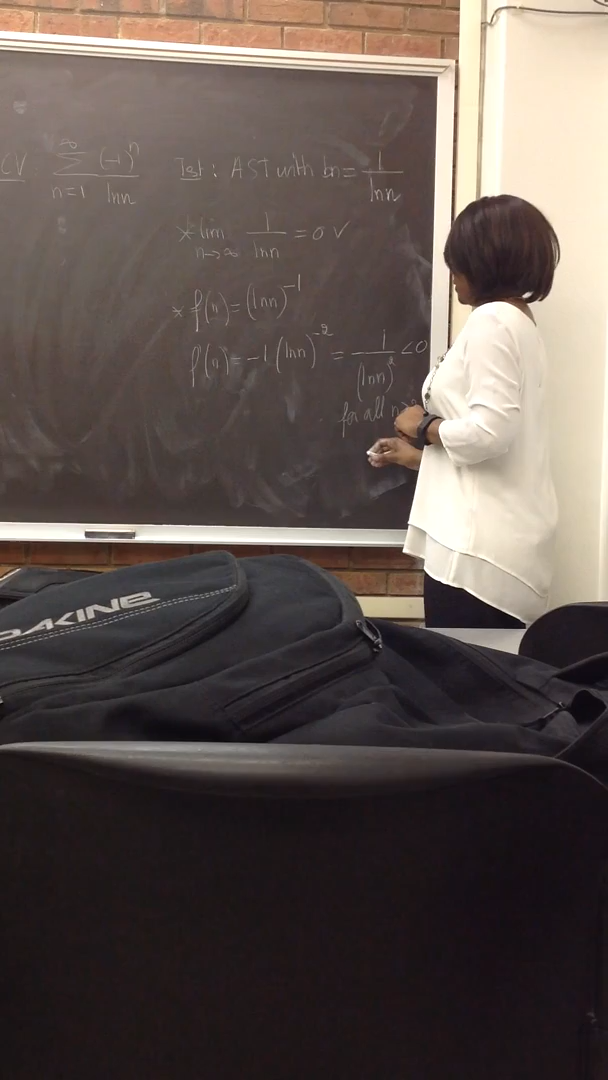 CV ∞ Σ n=1 (-1)^n / ln n
Test: AST with bn = 1 / ln n
* lim n→∞ 1 / ln n = 0 ✓
* f(n) = (ln n)^-1
f'(n) = -1 (ln n)^-2 = 1 / (ln n)^2 < 0
for all n ≥ 2
DAKINE